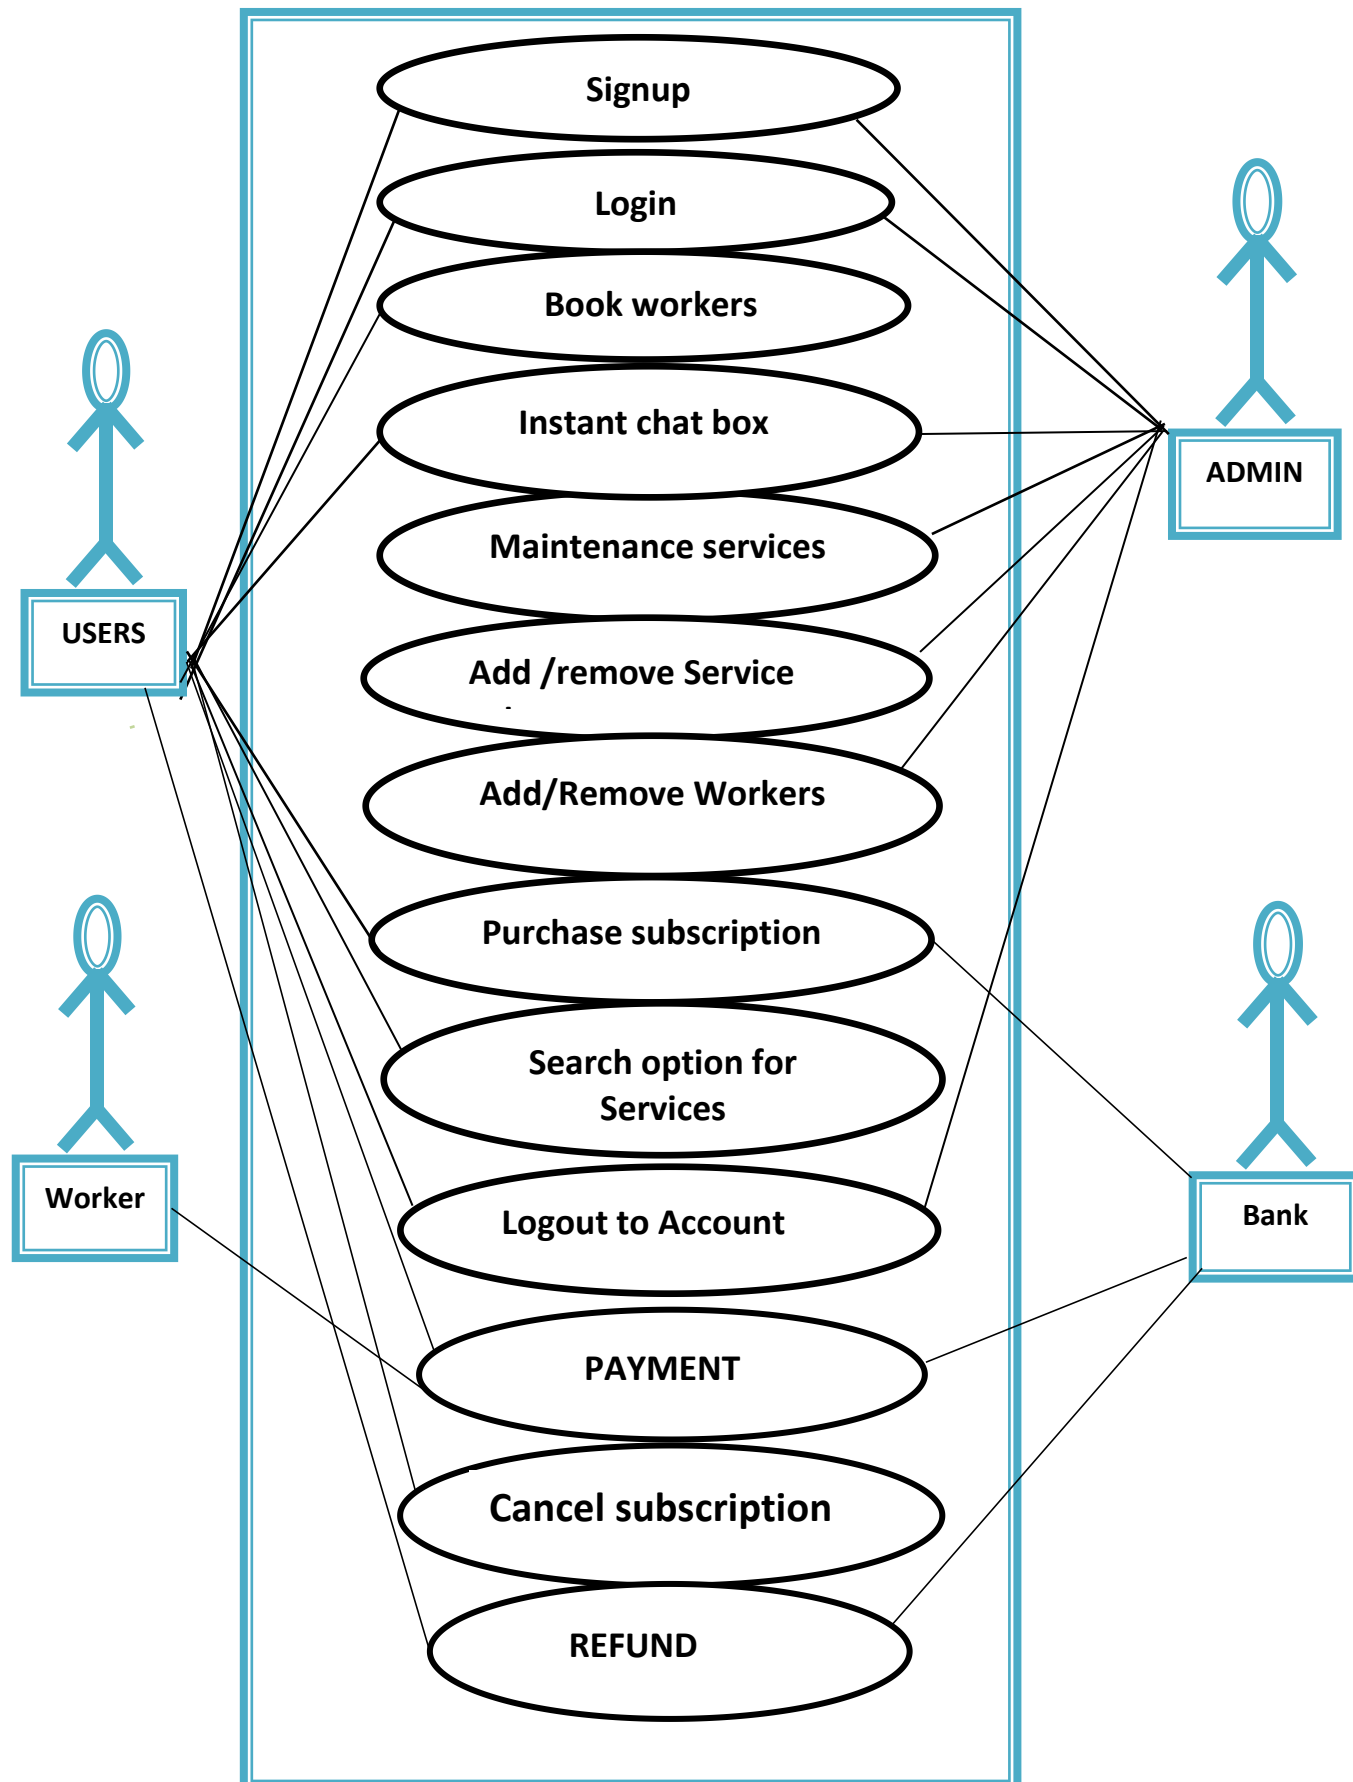 Signup
Login
Book workers
Instant chat box
Maintenance services
Add /remove Service
Add/Remove Workers
Purchase subscription
Search option for
Services
Logout to Account
PAYMENT
Cancel subscription
REFUND
USERS
Worker
ADMIN
Bank